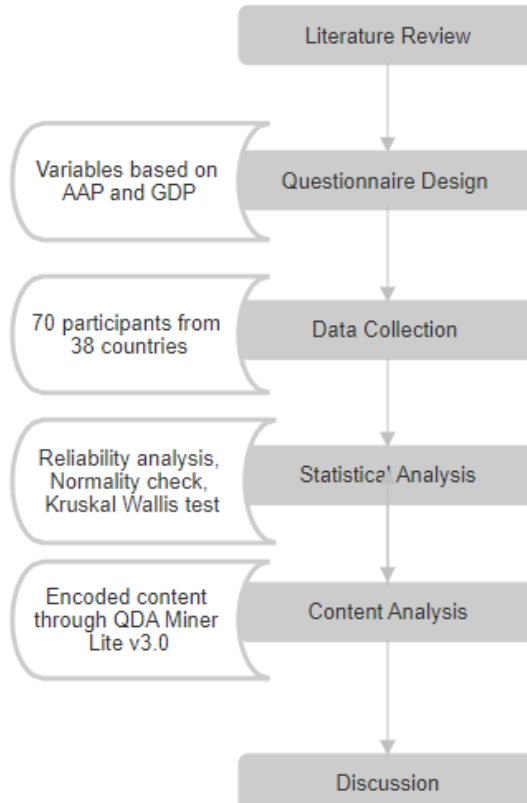 Literature Review
Variables based on
AAP and GDP
Questionnaire Design
70 participants from
38 countries
Data Collection
Reliability analysis,
Normality check,
Kruskal Wallis test
Statistical Analysis
Encoded content
through QDA Miner
Lite v3.0
Content Analysis
Discussion